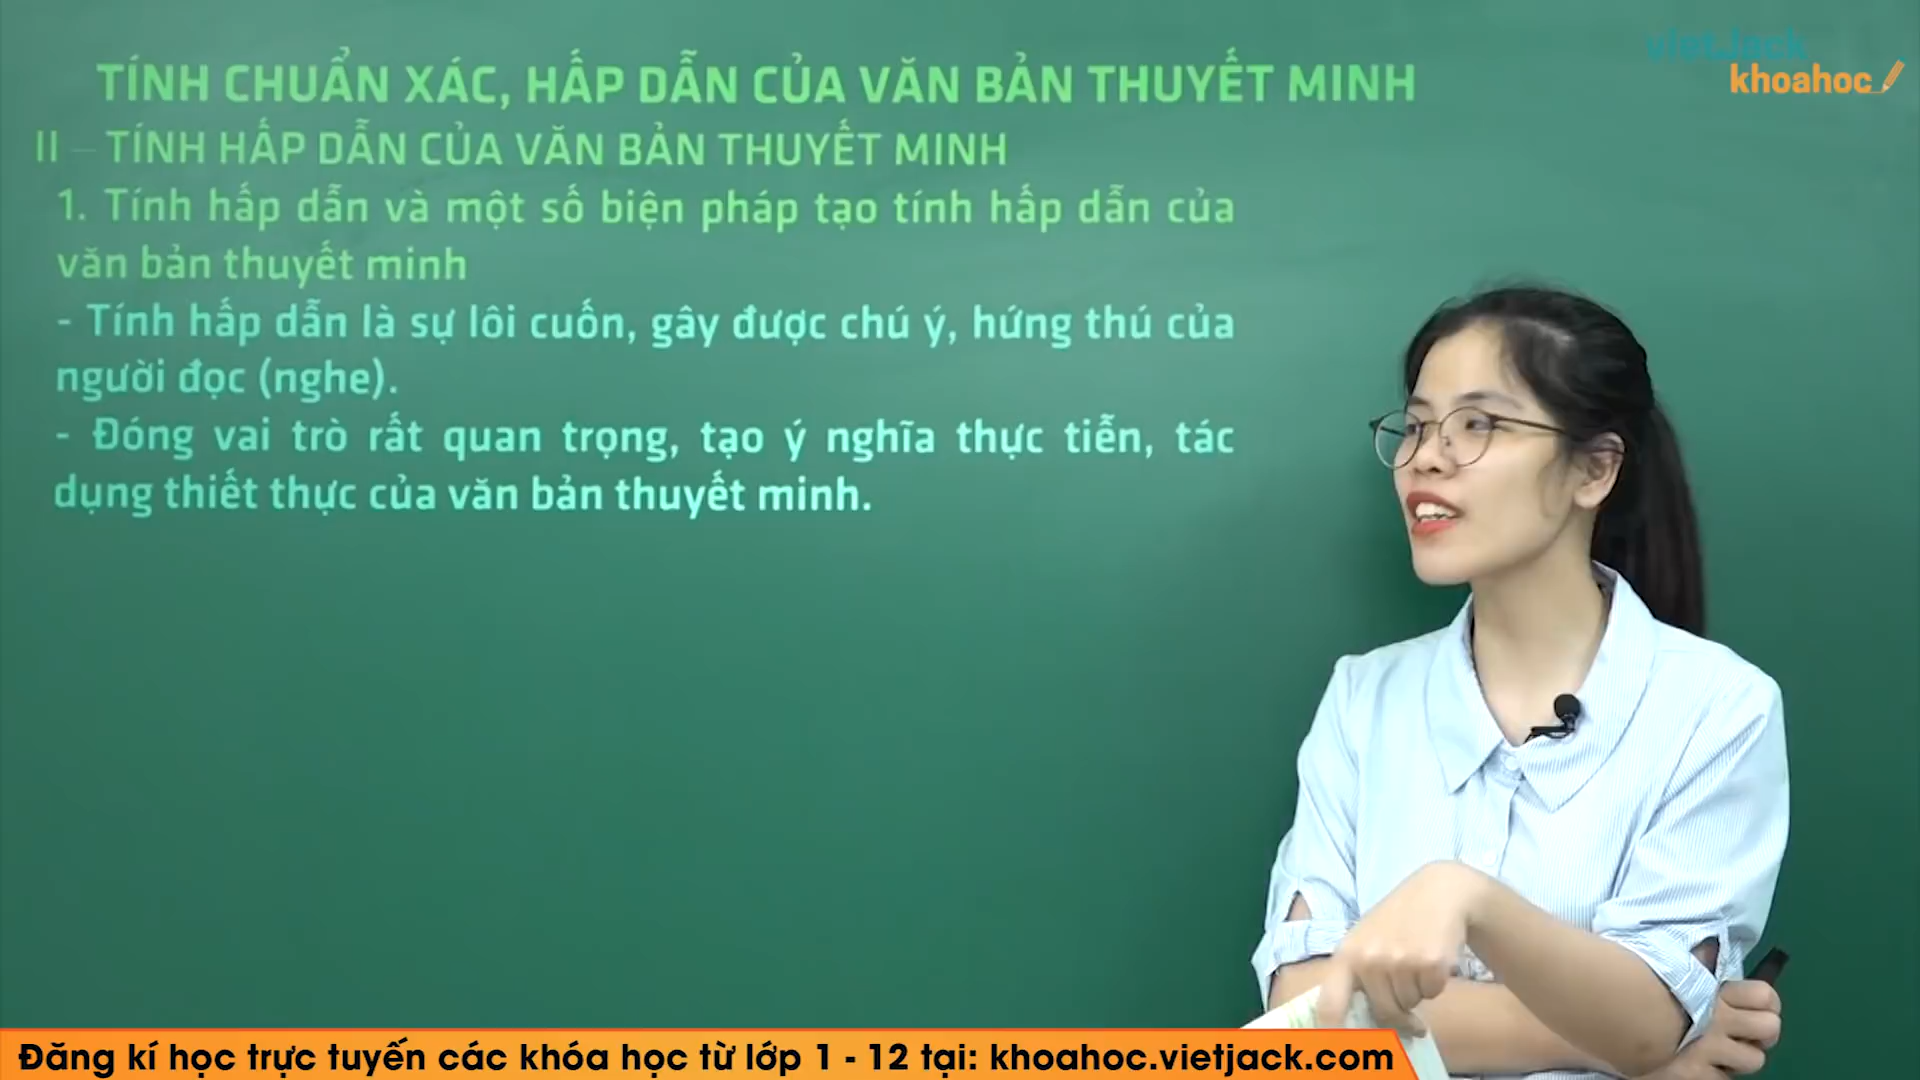 vietJack
khoahoc
TÍNH CHUẨN XÁC, HẤP DẪN CỦA VĂN BẢN THUYẾT MINH
II – TÍNH HẤP DẪN CỦA VĂN BẢN THUYẾT MINH
1. Tính hấp dẫn và một số biện pháp tạo tính hấp dẫn của
văn bản thuyết minh
- Tính hấp dẫn là sự lôi cuốn, gây được chú ý, hứng thú của
người đọc (nghe).
- Đóng vai trò rất quan trọng, tạo ý nghĩa thực tiễn, tác
dụng thiết thực của văn bản thuyết minh.
Đăng kí học trực tuyến các khóa học từ lớp 1 - 12 tại: khoahoc.vietjack.com